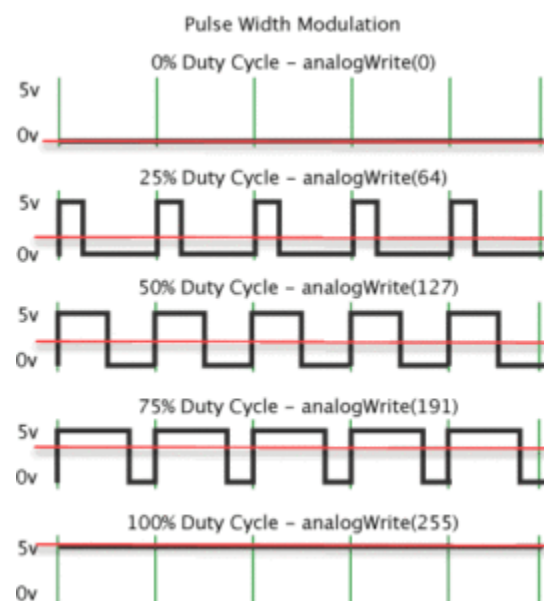 Pulse Width Modulation
0% Duty Cycle – analogWrite(0)
5v
0v
25% Duty Cycle – analogWrite(64)
5v
0v
50% Duty Cycle – analogWrite(127)
5v
0v
75% Duty Cycle – analogWrite(191)
5v
0v
100% Duty Cycle – analogWrite(255)
5v
0v